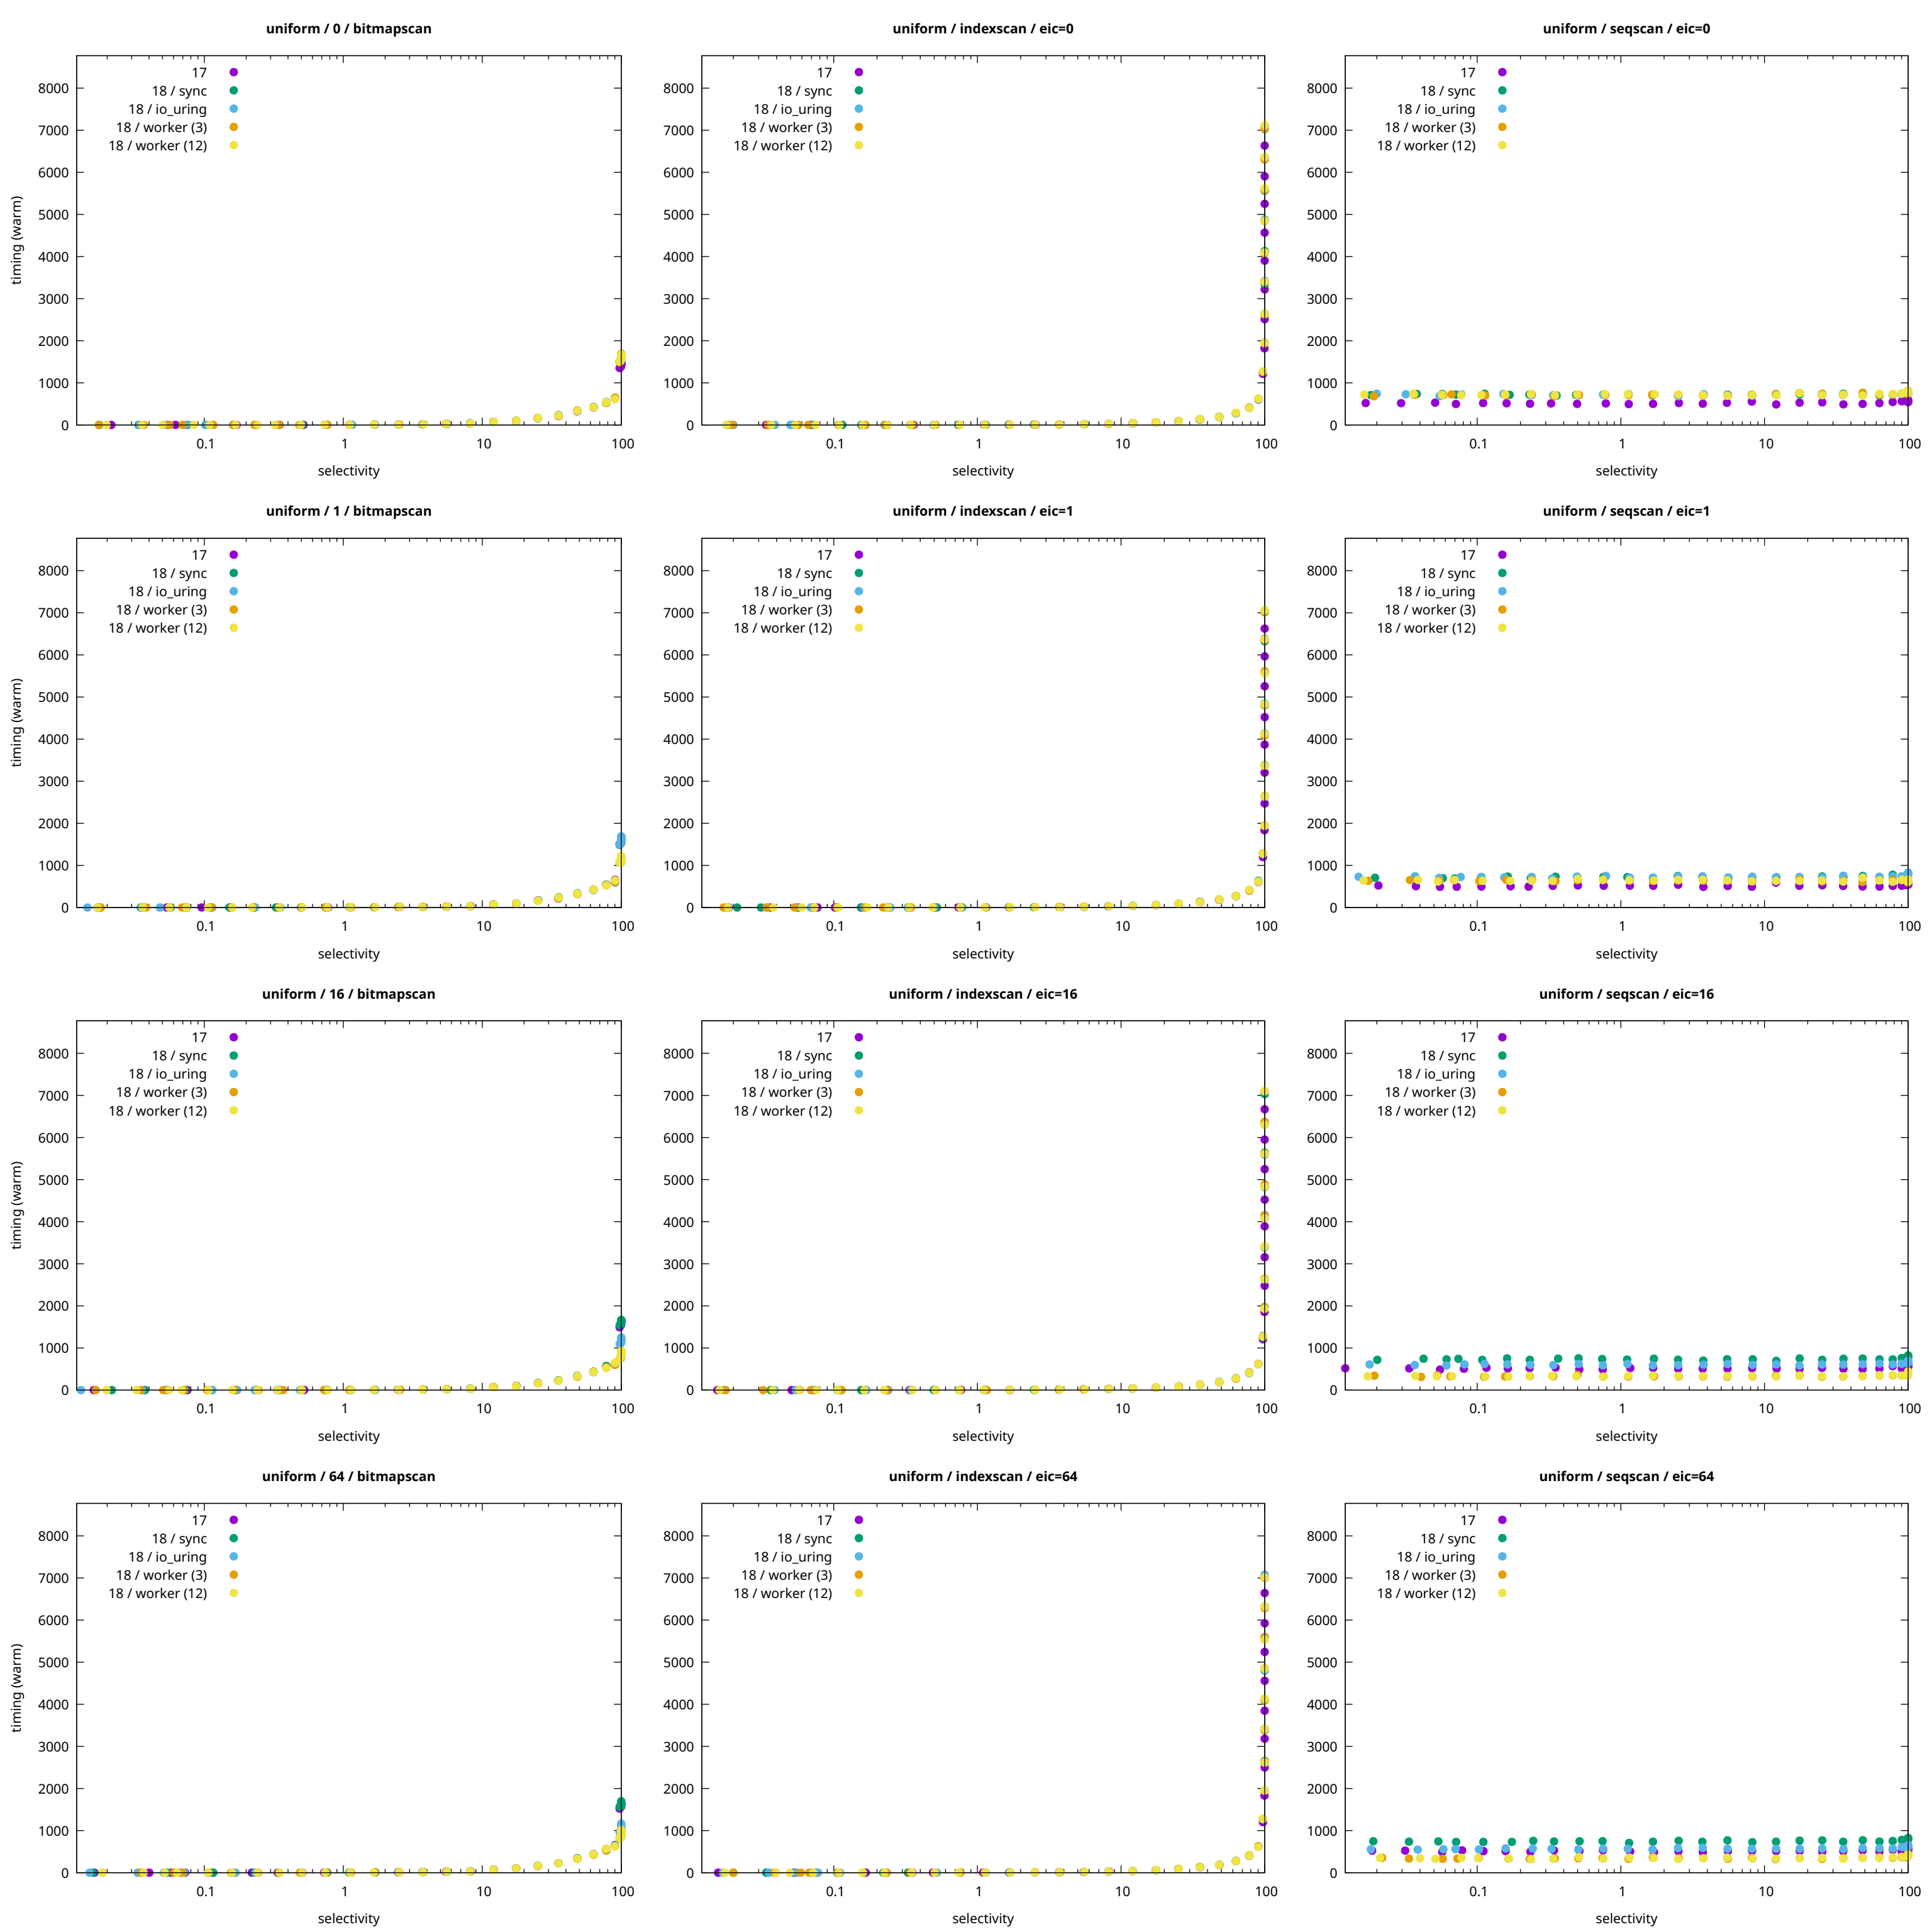 uniform / 0 / bitmapscan
timing (warm)
8000
7000
6000
5000
4000
3000
2000
1000
0
17
18 / sync
18 / io_uring
18 / worker (3)
18 / worker (12)
0.1 1 10 100
selectivity
uniform / indexscan / eic=0
8000
7000
6000
5000
4000
3000
2000
1000
0
17
18 / sync
18 / io_uring
18 / worker (3)
18 / worker (12)
0.1 1 10 100
selectivity
uniform / seqscan / eic=0
8000
7000
6000
5000
4000
3000
2000
1000
0
17
18 / sync
18 / io_uring
18 / worker (3)
18 / worker (12)
0.1 1 10 100
selectivity
uniform / 1 / bitmapscan
timing (warm)
8000
7000
6000
5000
4000
3000
2000
1000
0
17
18 / sync
18 / io_uring
18 / worker (3)
18 / worker (12)
0.1 1 10 100
selectivity
uniform / indexscan / eic=1
8000
7000
6000
5000
4000
3000
2000
1000
0
17
18 / sync
18 / io_uring
18 / worker (3)
18 / worker (12)
0.1 1 10 100
selectivity
uniform / seqscan / eic=1
8000
7000
6000
5000
4000
3000
2000
1000
0
17
18 / sync
18 / io_uring
18 / worker (3)
18 / worker (12)
0.1 1 10 100
selectivity
uniform / 16 / bitmapscan
timing (warm)
8000
7000
6000
5000
4000
3000
2000
1000
0
17
18 / sync
18 / io_uring
18 / worker (3)
18 / worker (12)
0.1 1 10 100
selectivity
uniform / indexscan / eic=16
8000
7000
6000
5000
4000
3000
2000
1000
0
17
18 / sync
18 / io_uring
18 / worker (3)
18 / worker (12)
0.1 1 10 100
selectivity
uniform / seqscan / eic=16
8000
7000
6000
5000
4000
3000
2000
1000
0
17
18 / sync
18 / io_uring
18 / worker (3)
18 / worker (12)
0.1 1 10 100
selectivity
uniform / 64 / bitmapscan
timing (warm)
8000
7000
6000
5000
4000
3000
2000
1000
0
17
18 / sync
18 / io_uring
18 / worker (3)
18 / worker (12)
0.1 1 10 100
selectivity
uniform / indexscan / eic=64
8000
7000
6000
5000
4000
3000
2000
1000
0
17
18 / sync
18 / io_uring
18 / worker (3)
18 / worker (12)
0.1 1 10 100
selectivity
uniform / seqscan / eic=64
8000
7000
6000
5000
4000
3000
2000
1000
0
17
18 / sync
18 / io_uring
18 / worker (3)
18 / worker (12)
0.1 1 10 100
selectivity